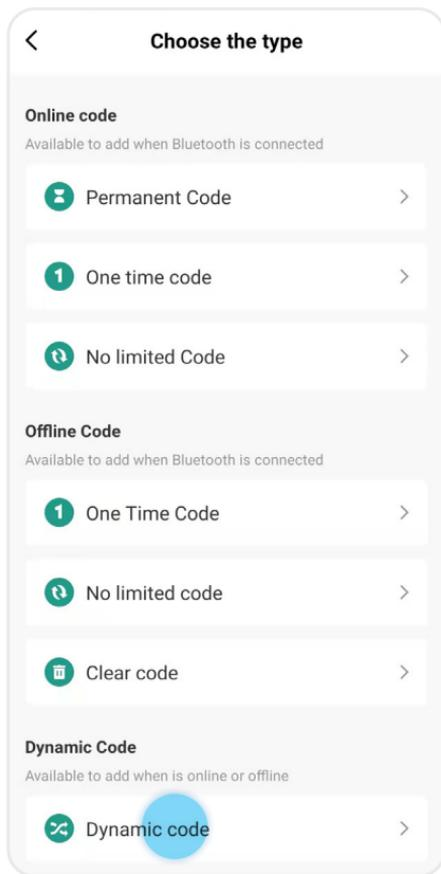 Choose the type
Online code
Available to add when Bluetooth is connected
Permanent Code
1 One time code
No limited Code
Offline Code
Available to add when Bluetooth is connected
1 One Time Code
No limited code
Clear code
Dynamic Code
Available to add when is online or offline
Dynamic code